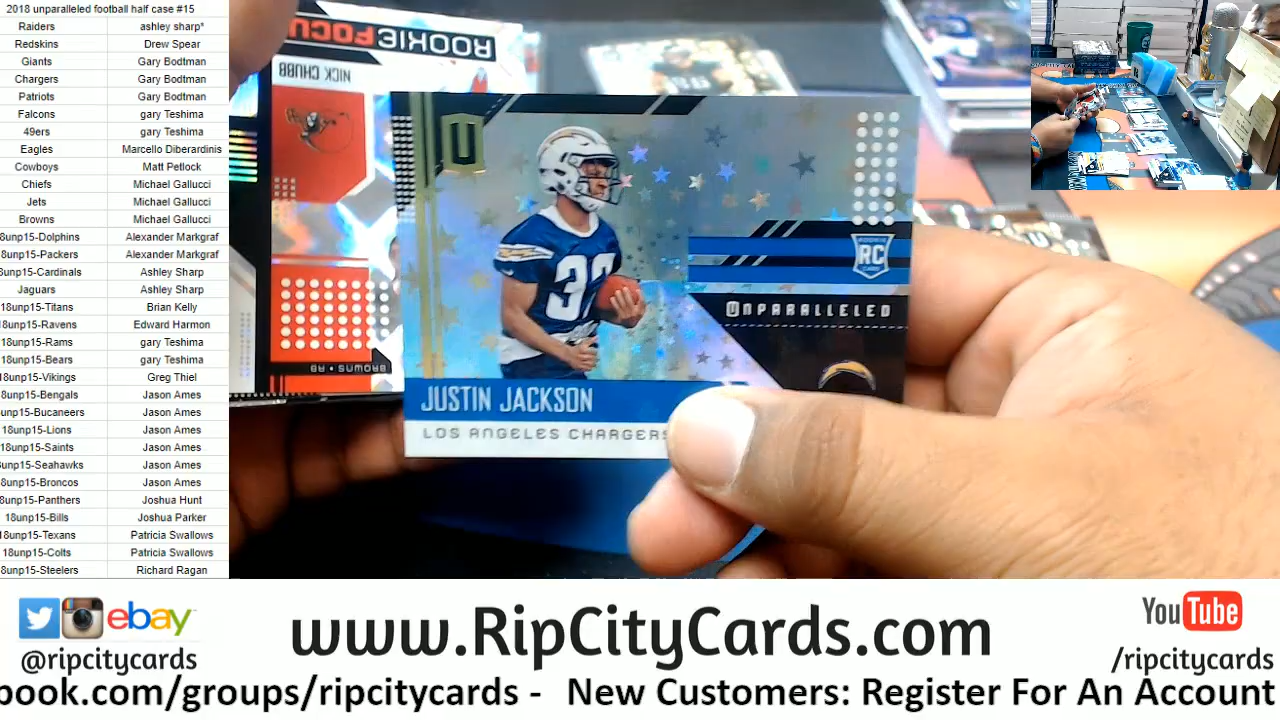 2018 unparalleled football half case #15
Raiders ashley sharp*
Redskins Drew Spear
Giants Gary Bodtman
Chargers Gary Bodtman
Patriots Gary Bodtman
Falcons gary Teshima
49ers gary Teshima
Eagles Marcello Diberardinis
Cowboys Matt Petlock
Chiefs Michael Gallucci
Jets Michael Gallucci
Browns Michael Gallucci
8unp15-Dolphins Alexander Markgraf
8unp15-Packers Alexander Markgraf
8unp15-Cardinals Ashley Sharp
Jaguars Ashley Sharp
18unp15-Titans Brian Kelly
18unp15-Ravens Edward Harmon
18unp15-Rams gary Teshima
18unp15-Bears gary Teshima
18unp15-Vikings Greg Thiel
18unp15-Bengals Jason Ames
unp15-Bucaneers Jason Ames
18unp15-Lions Jason Ames
18unp15-Saints Jason Ames
unp15-Seahawks Jason Ames
8unp15-Broncos Jason Ames
8unp15-Panthers Joshua Hunt
18unp15-Bills Joshua Parker
18unp15-Texans Patricia Swallows
18unp15-Colts Patricia Swallows
8unp15-Steelers Richard Ragan
ROOKIE FOCUS
NICK CHUBB
BROWNS • RB
U
32
ROOKIE
RC
CARD
UNPARALLELED
JUSTIN JACKSON
LOS ANGELES CHARGERS
ebay
@ripcitycards
www.RipCityCards.com
YouTube
/ripcitycards
book.com/groups/ripcitycards - New Customers: Register For An Account